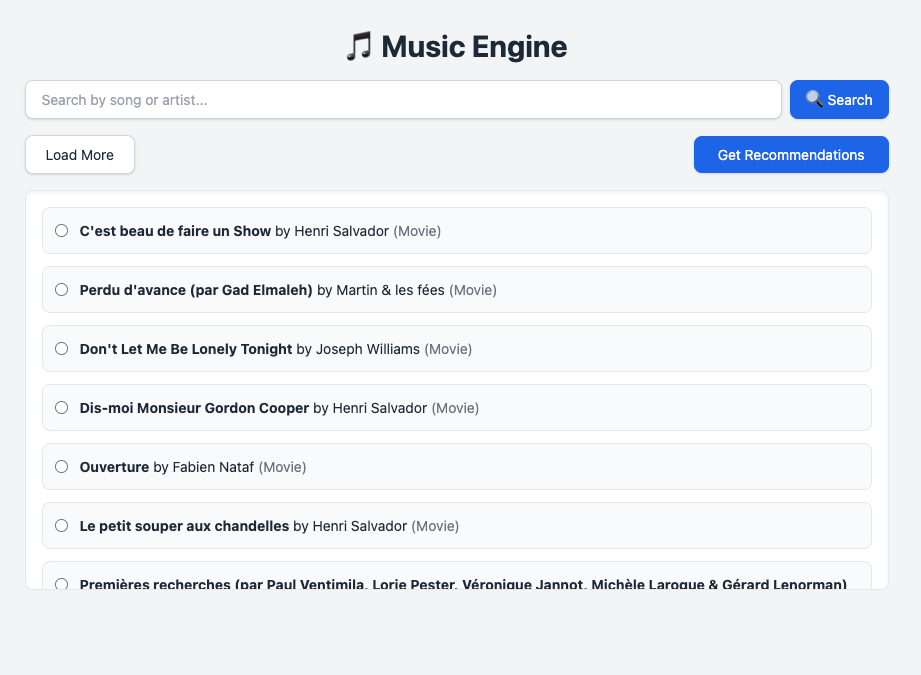 🎵 Music Engine
Search by song or artist...
🔍 Search
Load More
Get Recommendations
C'est beau de faire un Show by Henri Salvador (Movie)
Perdu d'avance (par Gad Elmaleh) by Martin & les fées (Movie)
Don't Let Me Be Lonely Tonight by Joseph Williams (Movie)
Dis-moi Monsieur Gordon Cooper by Henri Salvador (Movie)
Ouverture by Fabien Nataf (Movie)
Le petit souper aux chandelles by Henri Salvador (Movie)
Premières recherches (par Paul Ventimila, Lorie Pester, Véronique Jannot, Michèle Laroque & Gérard Lenorman)